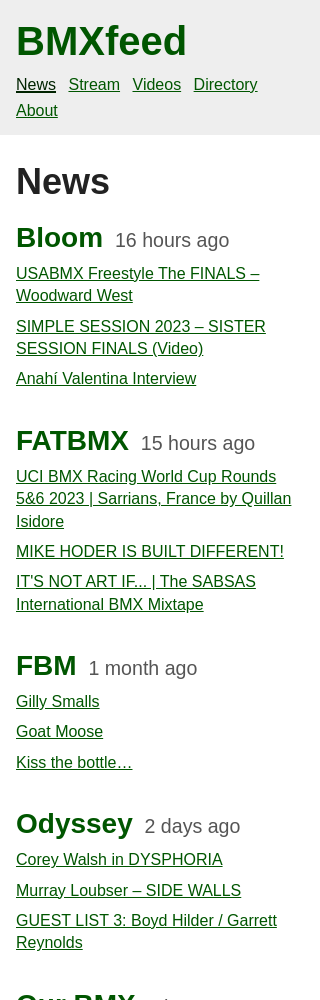 BMXfeed
News Stream Videos Directory
About
News
Bloom 16 hours ago
USABMX Freestyle The FINALS –
Woodward West
SIMPLE SESSION 2023 – SISTER
SESSION FINALS (Video)
Anahí Valentina Interview
FATBMX 15 hours ago
UCI BMX Racing World Cup Rounds
5&6 2023 | Sarrians, France by Quillan
Isidore
MIKE HODER IS BUILT DIFFERENT!
IT'S NOT ART IF... | The SABSAS
International BMX Mixtape
FBM 1 month ago
Gilly Smalls
Goat Moose
Kiss the bottle…
Odyssey 2 days ago
Corey Walsh in DYSPHORIA
Murray Loubser – SIDE WALLS
GUEST LIST 3: Boyd Hilder / Garrett
Reynolds